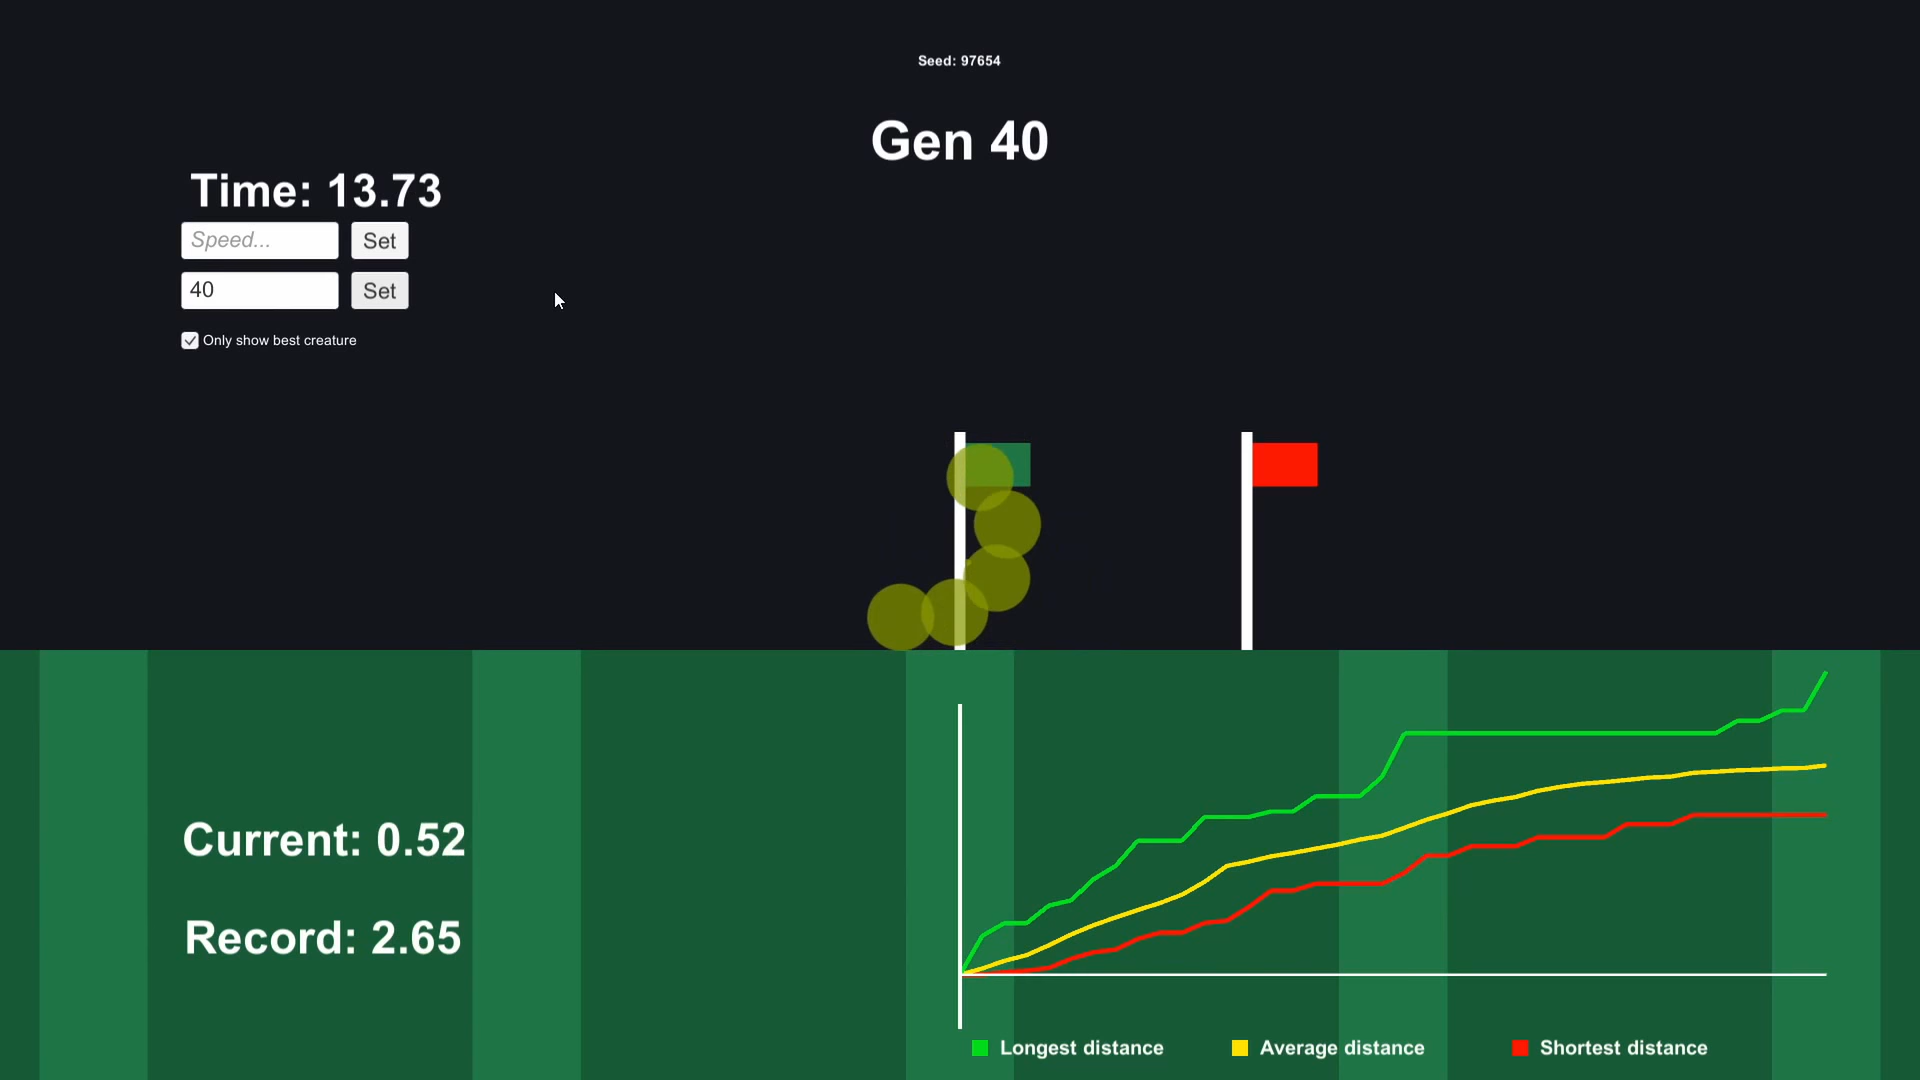 Seed: 97654
Gen 40
Time: 13.73
Speed... Set
40 Set
Only show best creature
Current: 0.52
Record: 2.65
Longest distance Average distance Shortest distance